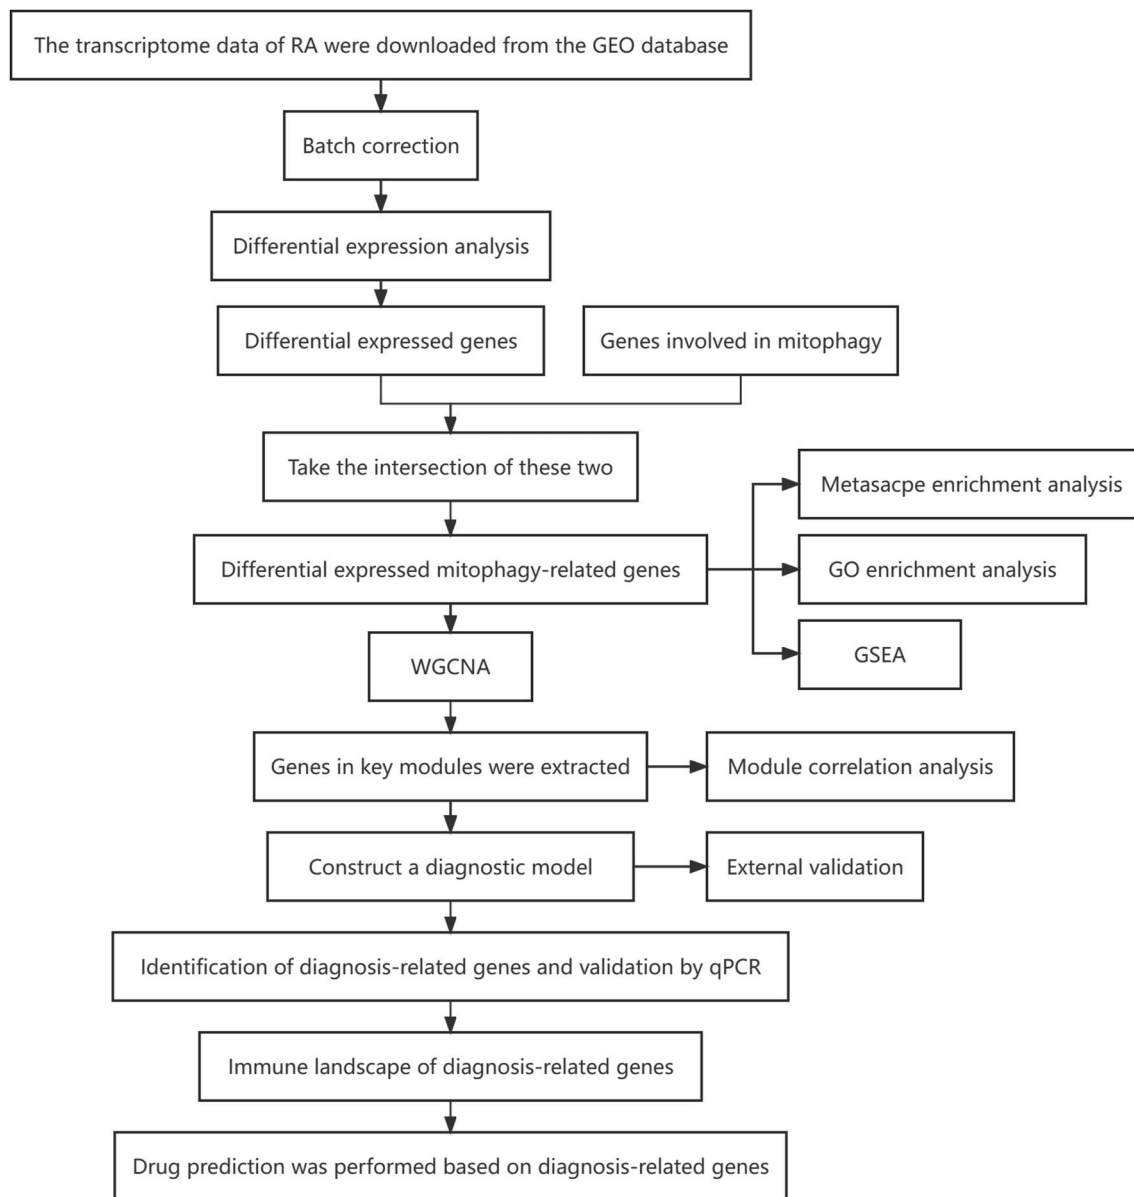 The transcriptome data of RA were downloaded from the GEO database
Batch correction
Differential expression analysis
Differential expressed genes
Genes involved in mitophagy
Take the intersection of these two
Metasacpe enrichment analysis
Differential expressed mitophagy-related genes
GO enrichment analysis
WGCNA
GSEA
Genes in key modules were extracted
Module correlation analysis
Construct a diagnostic model
External validation
Identification of diagnosis-related genes and validation by qPCR
Immune landscape of diagnosis-related genes
Drug prediction was performed based on diagnosis-related genes